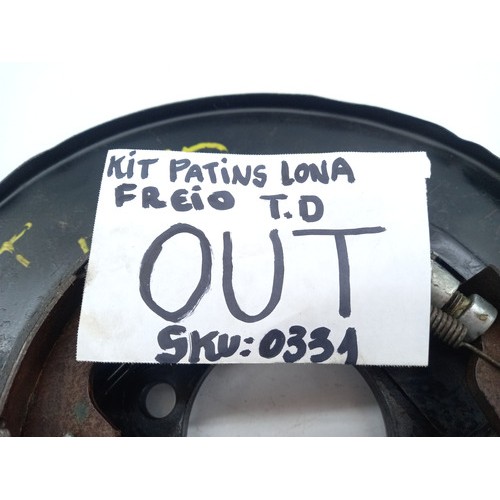 KIT PATINS LONA
FREIO T.D
OUT
SKU:0331